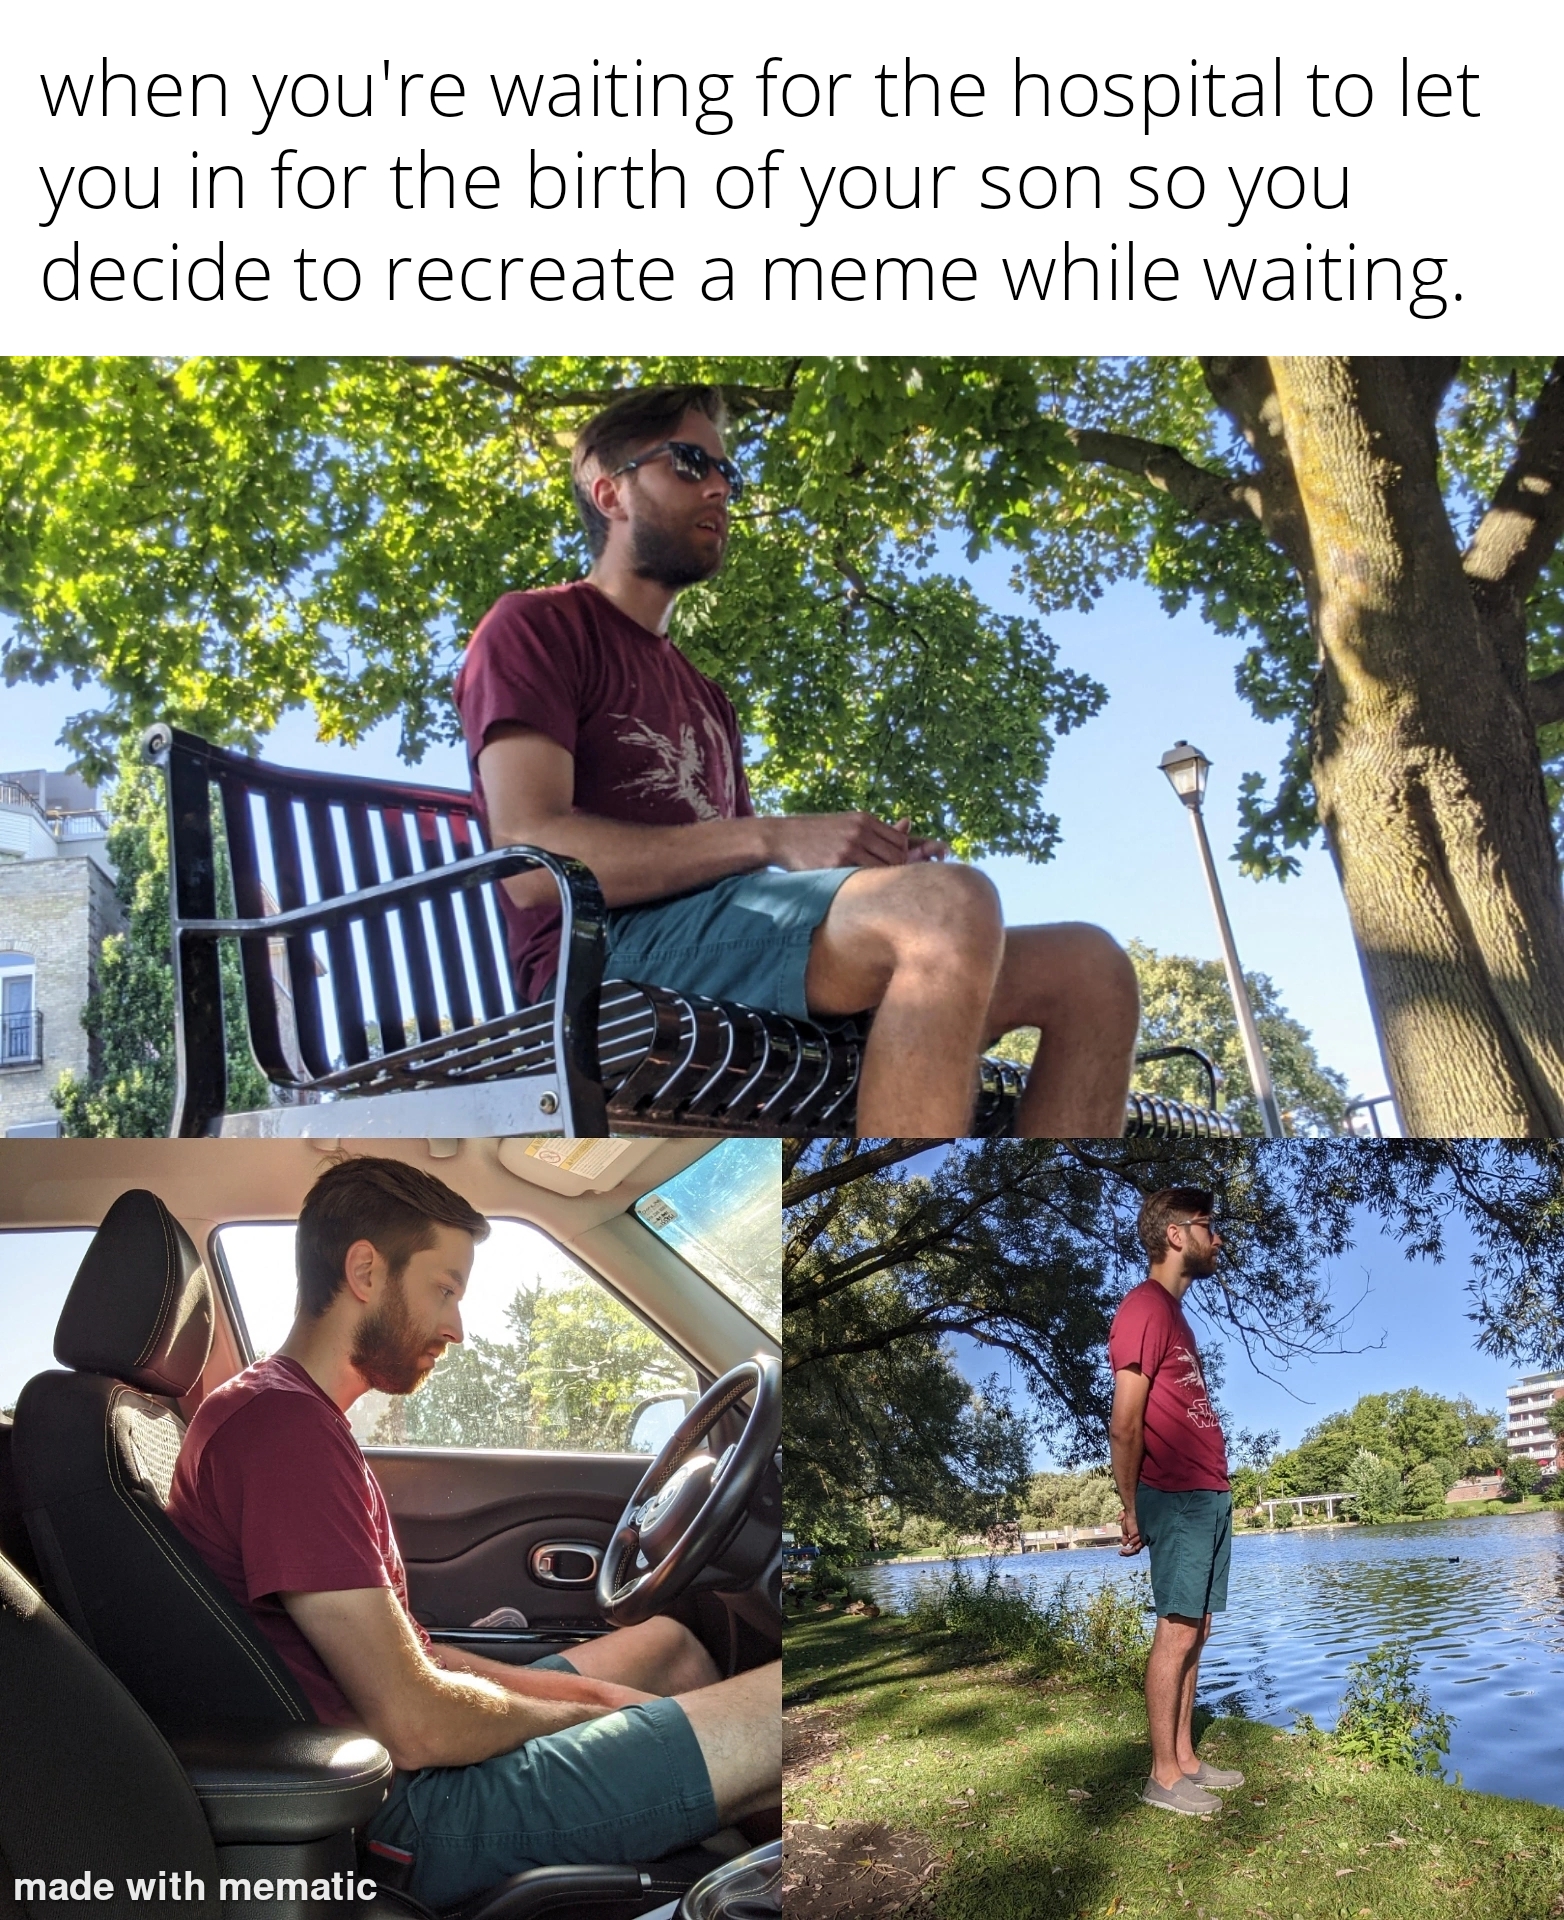 when you're waiting for the hospital to let
you in for the birth of your son so you
decide to recreate a meme while waiting.
made with mematic